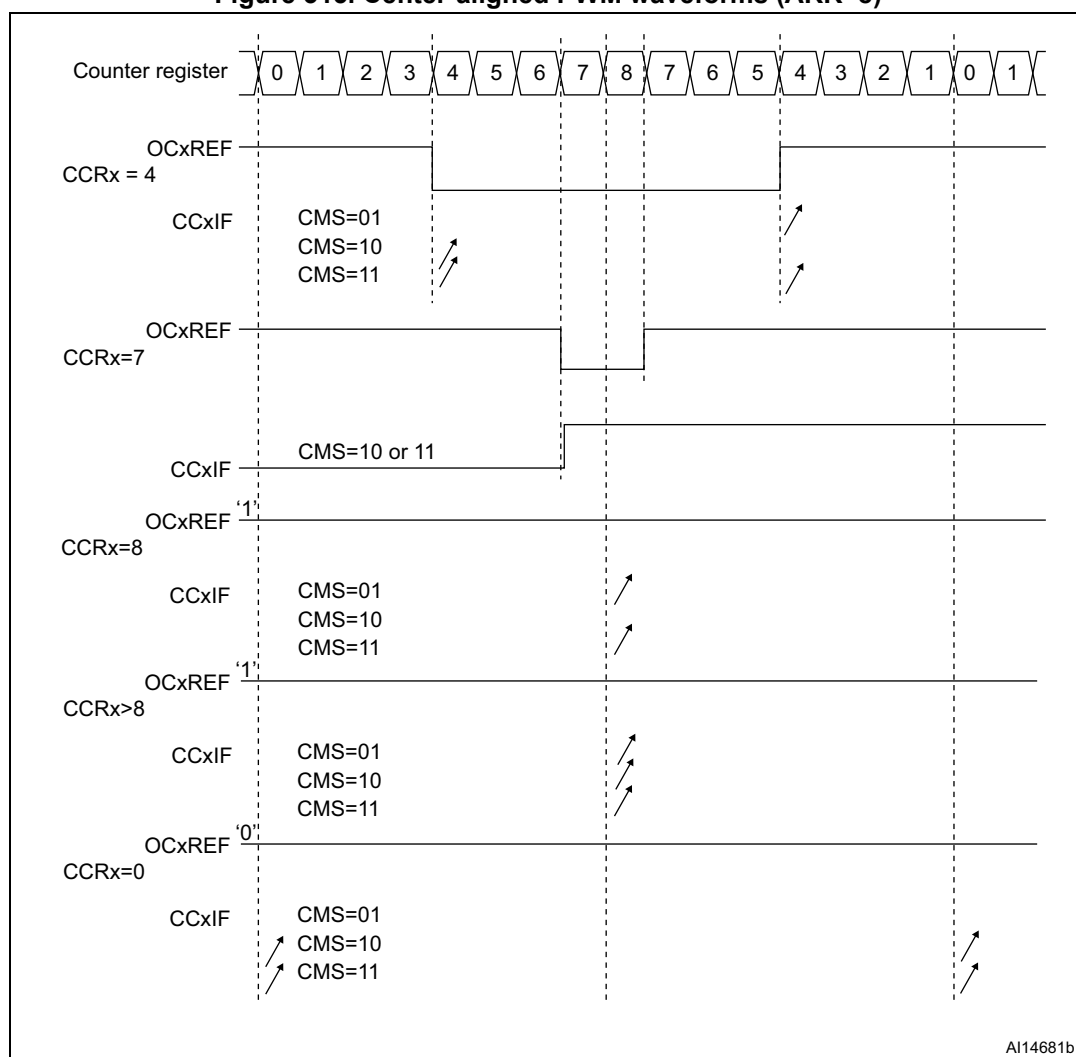 Counter register 0 1 2 3 4 5 6 7 8 7 6 5 4 3 2 1 0 1
OCxREF
CCRx = 4
CCxIF CMS=01
CMS=10
CMS=11
OCxREF
CCRx=7
CMS=10 or 11
CCxIF
OCxREF '1'
CCRx=8
CCxIF CMS=01
CMS=10
CMS=11
OCxREF '1'
CCRx>8
CCxIF CMS=01
CMS=10
CMS=11
OCxREF '0'
CCRx=0
CCxIF CMS=01
CMS=10
CMS=11
AI14681b